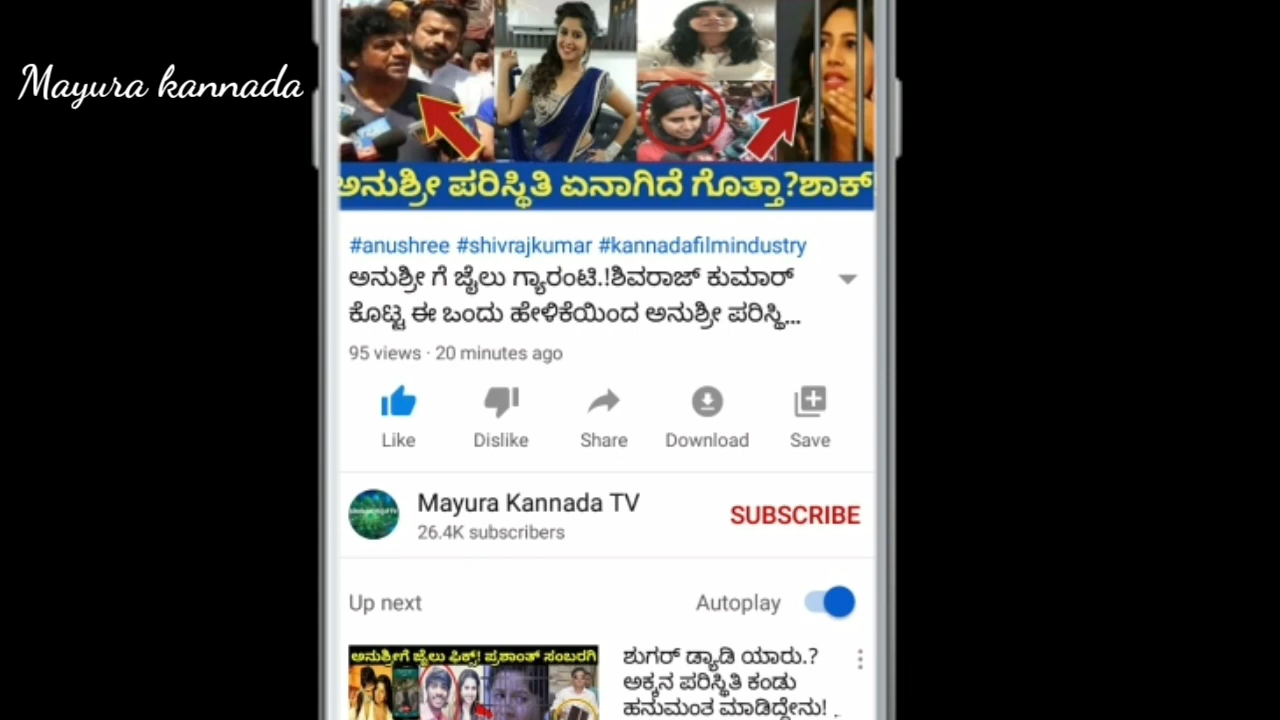 Mayura kannada
ಅನುಶ್ರೀ ಪರಿಸ್ಥಿತಿ ಏನಾಗಿದೆ ಗೊತ್ತಾ?ಶಾಕ್
#anushree #shivrajkumar #kannadafilmindustry
ಅನುಶ್ರೀ ಗೆ ಜೈಲು ಗ್ಯಾರಂಟಿ.!ಶಿವರಾಜ್ ಕುಮಾರ್
ಕೊಟ್ಟ ಈ ಒಂದು ಹೇಳಿಕೆಯಿಂದ ಅನುಶ್ರೀ ಪರಿಸ್ಥಿ...
95 views · 20 minutes ago
Like Dislike Share Download Save
Mayura Kannada TV
SUBSCRIBE
26.4K subscribers
Up next Autoplay
ಅನುಶ್ರೀಗೆ ಜೈಲು ಫಿಕ್ಸ್! ಪ್ರಶಾಂತ್ ಸಂಬರಗಿ
ಶುಗರ್ ಡ್ಯಾಡಿ ಯಾರು.?
ಅಕ್ಕನ ಪರಿಸ್ಥಿತಿ ಕಂಡು
ಹನುಮಂತ ಮಾಡಿದ್ದೇನು!